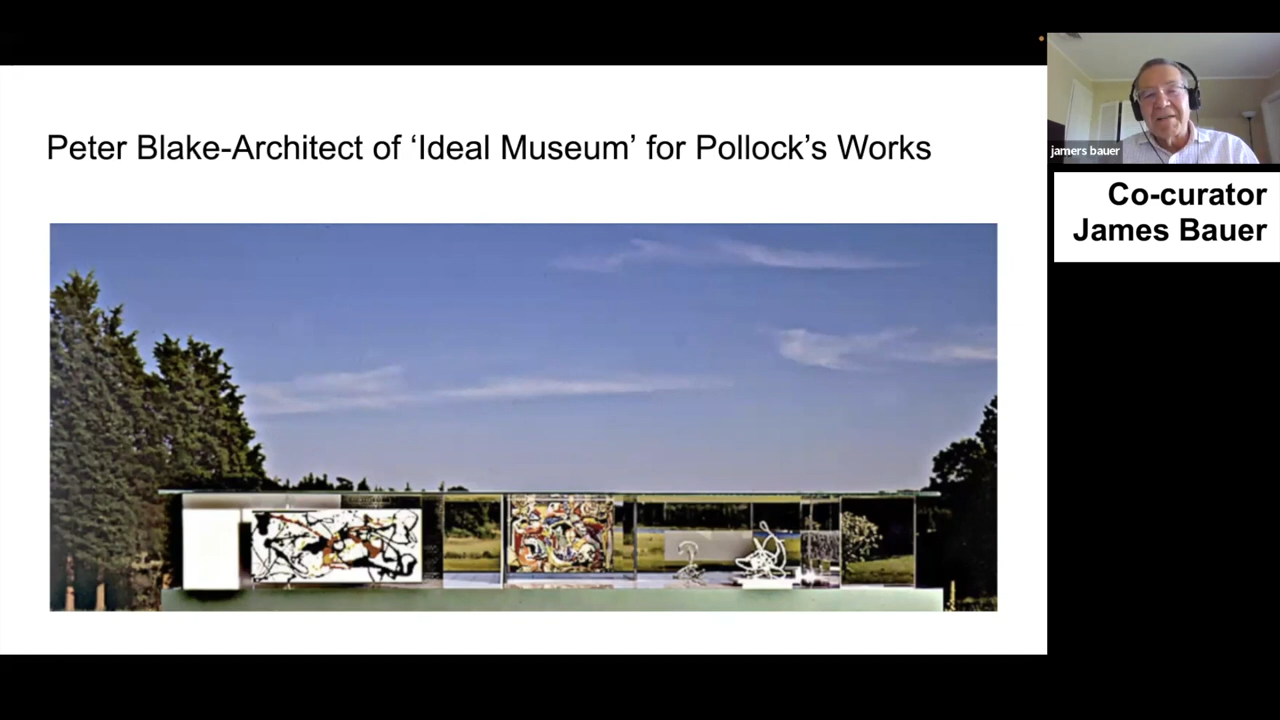 Peter Blake-Architect of ‘Ideal Museum’ for Pollock’s Works
jamers bauer
Co-curator
James Bauer